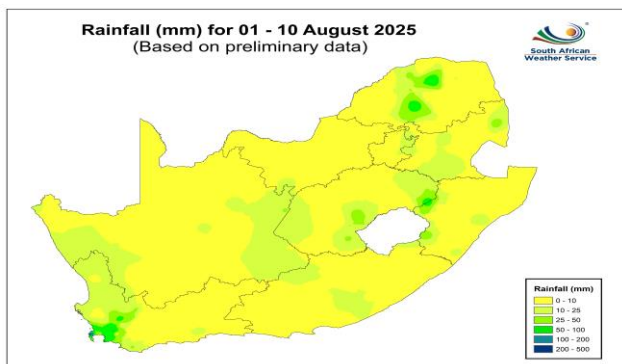 Rainfall (mm) for 01 - 10 August 2025
(Based on preliminary data)
South African
Weather Service
Rainfall (mm)
0 - 10
10 - 25
25 - 50
50 - 100
100 - 200
200 - 500